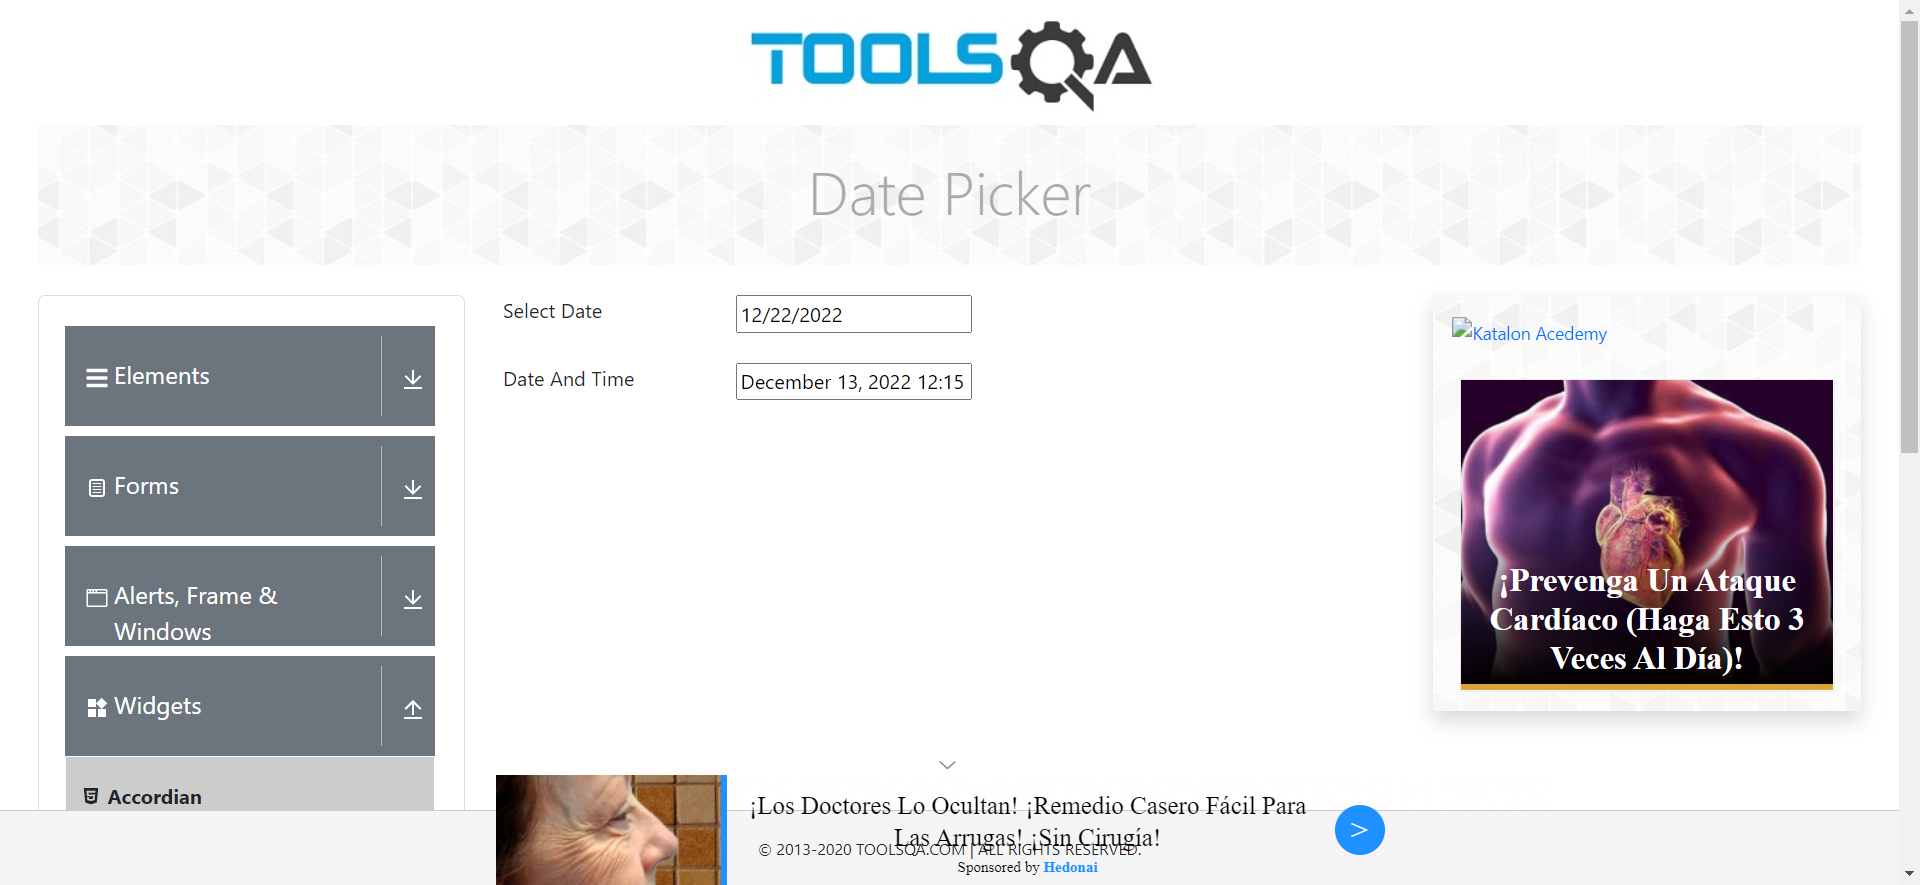 TOOLSQA
Date Picker
Select Date
12/22/2022
Date And Time
December 13, 2022 12:15
Elements
Forms
Alerts, Frame &
Windows
Widgets
Accordian
Katalon Acedemy
¡Prevenga Un Ataque
Cardíaco (Haga Esto 3
Veces Al Día)!
¡Los Doctores Lo Ocultan! ¡Remedio Casero Fácil Para
Las Arrugas! ¡Sin Cirugía!
© 2013-2020 TOOLSQA.COM | ALL RIGHTS RESERVED.
Sponsored by Hedonai